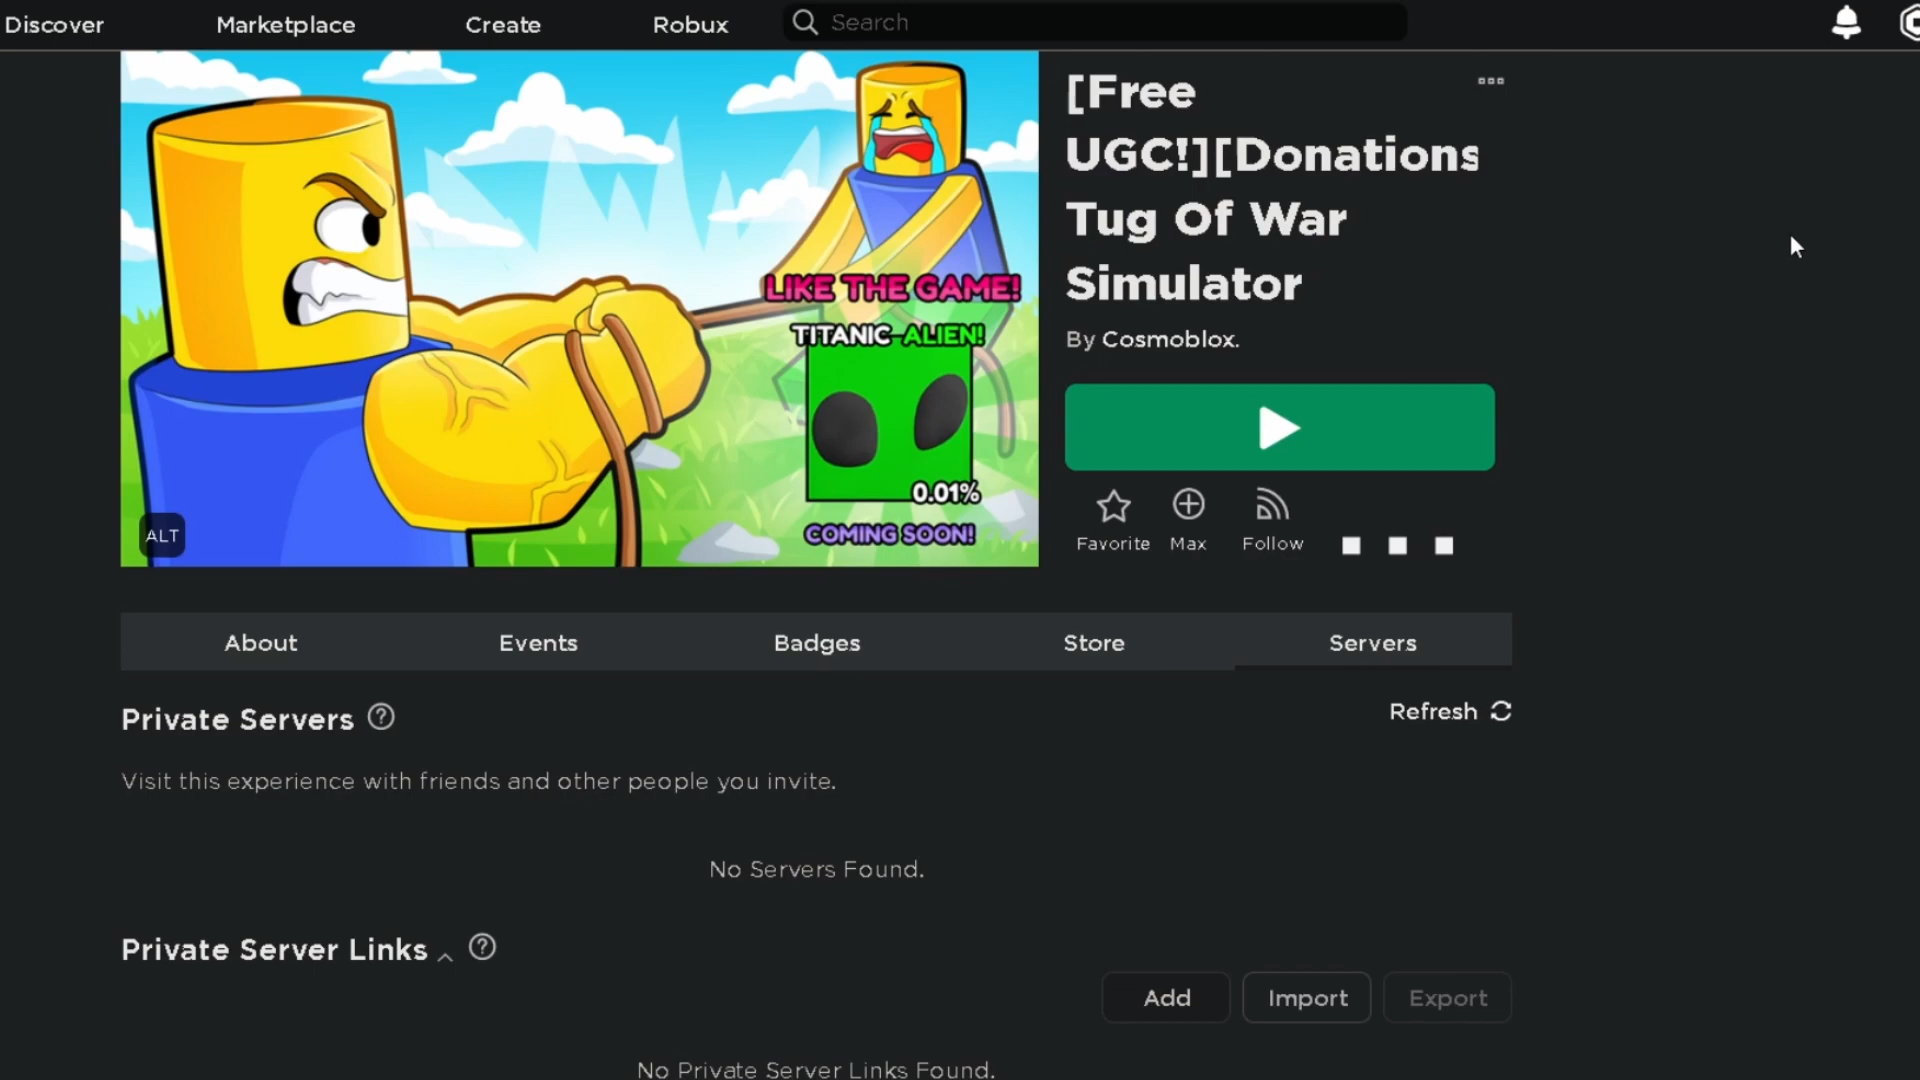 Discover Marketplace Create Robux Search
[Free
UGC!][Donations
Tug Of War
Simulator
By Cosmoblox.
LIKE THE GAME!
TITANIC ALIEN!
0.01%
COMING SOON!
ALT
Favorite Max Follow
About Events Badges Store Servers
Private Servers
Refresh
Visit this experience with friends and other people you invite.
No Servers Found.
Private Server Links
Add Import Export
No Private Server Links Found.